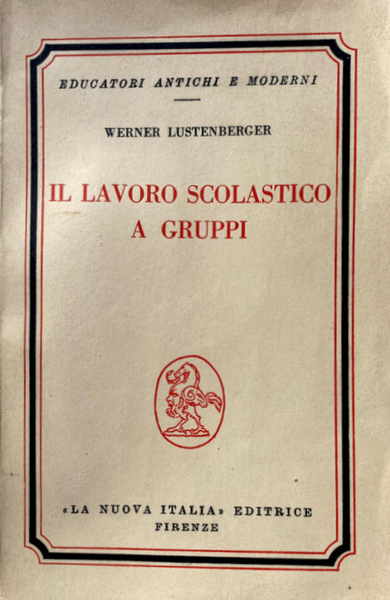 EDUCATORI ANTICHI E MODERNI
WERNER LUSTENBERGER
IL LAVORO SCOLASTICO
A GRUPPI
«LA NUOVA ITALIA» EDITRICE
FIRENZE